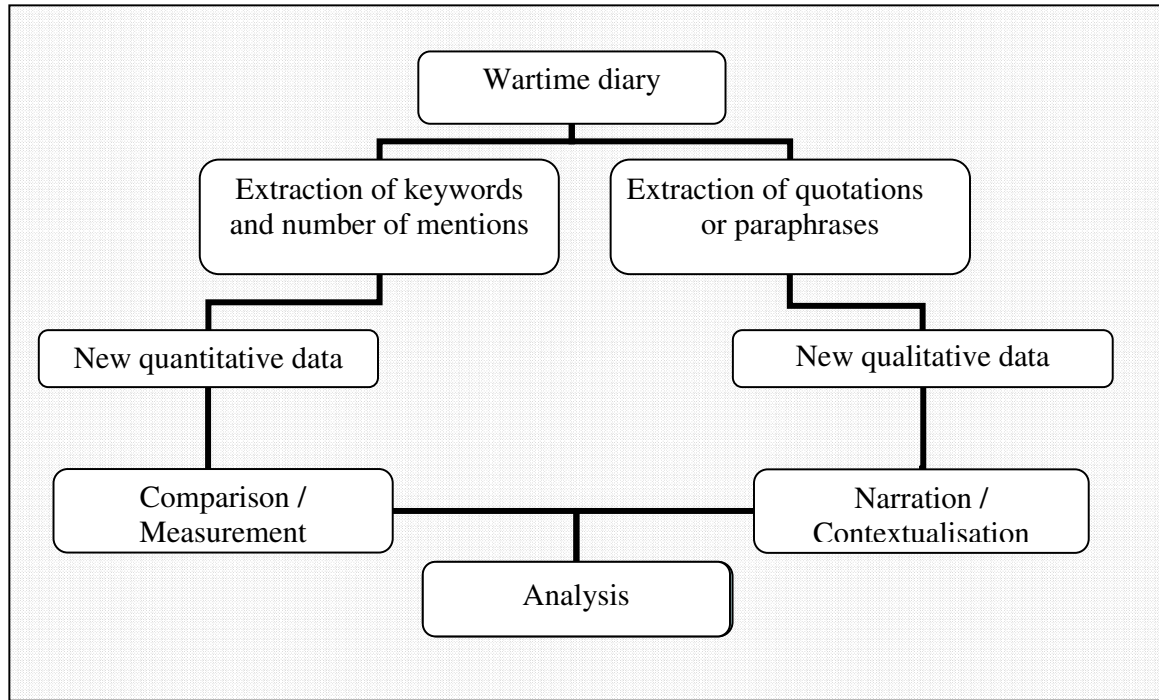 Wartime diary
Extraction of keywords
and number of mentions
Extraction of quotations
or paraphrases
New quantitative data
New qualitative data
Comparison /
Measurement
Narration /
Contextualisation
Analysis